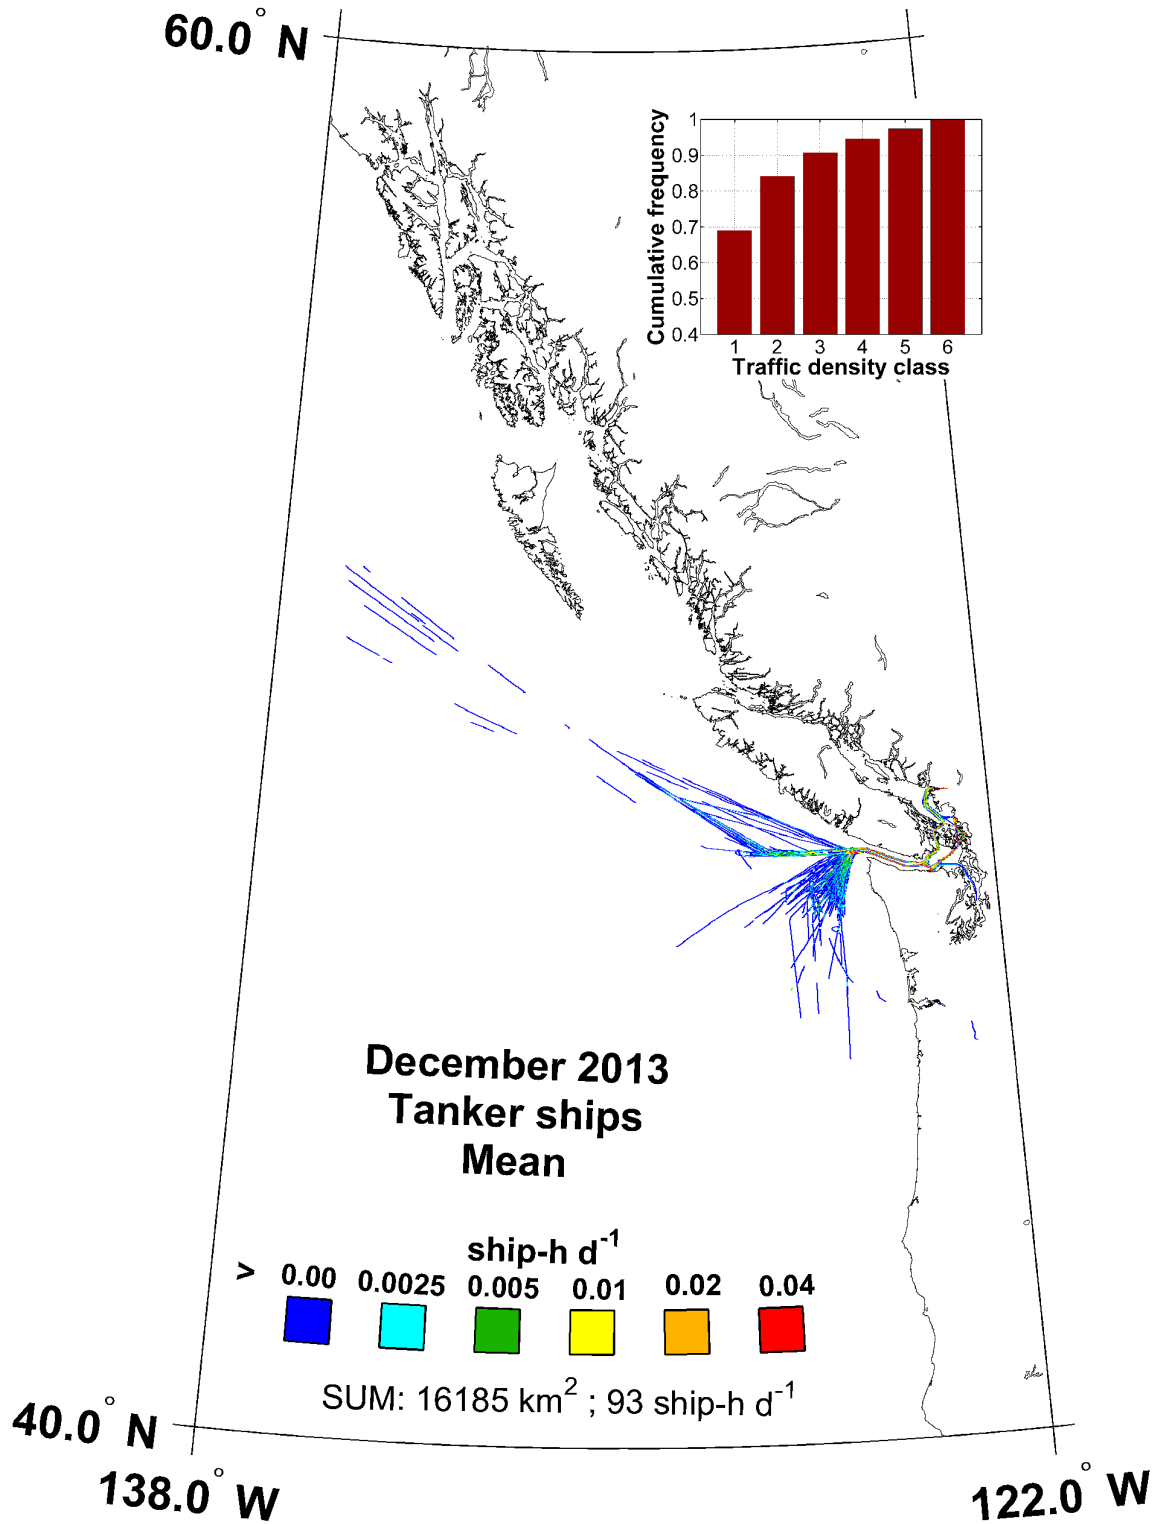 60.0° N
Cumulative frequency
1
0.9
0.8
0.7
0.6
0.5
0.4
1 2 3 4 5 6
Traffic density class
December 2013
Tanker ships
Mean
ship-h d⁻¹
> 0.00 0.0025 0.005 0.01 0.02 0.04
SUM: 16185 km² ; 93 ship-h d⁻¹
40.0° N
138.0° W
122.0° W